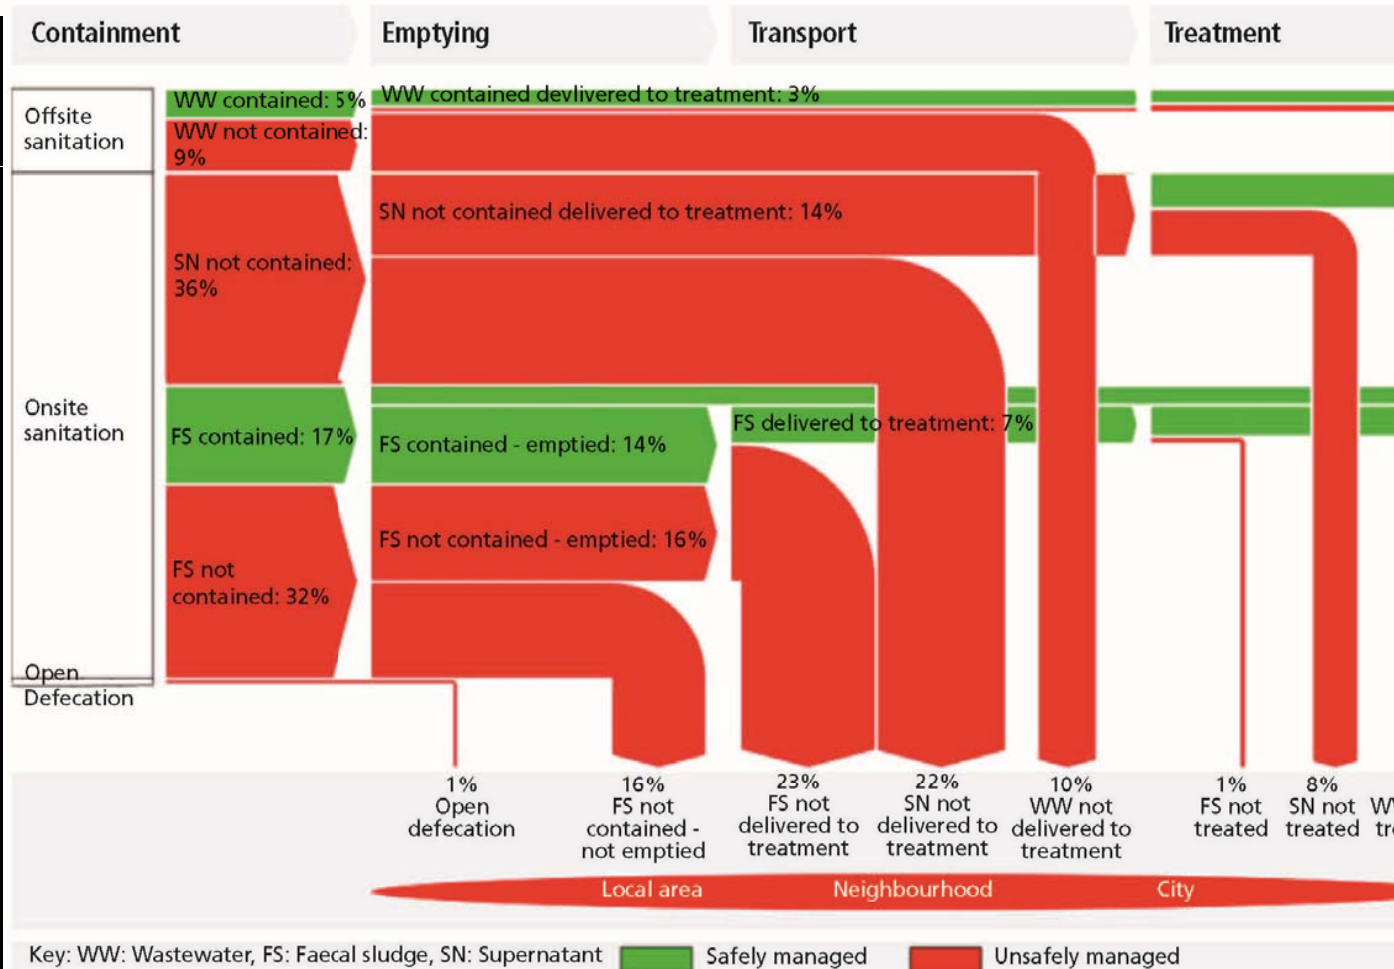 Containment
Emptying
Transport
Treatment
Offsite
sanitation
WW contained: 5%
WW contained devlivered to treatment: 3%
WW not contained:
9%
SN not contained delivered to treatment: 14%
SN not contained:
36%
Onsite
sanitation
FS contained: 17%
FS contained - emptied: 14%
FS delivered to treatment: 7%
FS not contained - emptied: 16%
FS not
contained: 32%
Open
Defecation
1%
Open
defecation
16%
FS not
contained -
not emptied
23%
FS not
delivered to
treatment
22%
SN not
delivered to
treatment
10%
WW not
delivered to
treatment
1%
FS not
treated
8%
SN not
treated
Local area
Neighbourhood
City
Key: WW: Wastewater, FS: Faecal sludge, SN: Supernatant
Safely managed
Unsafely managed